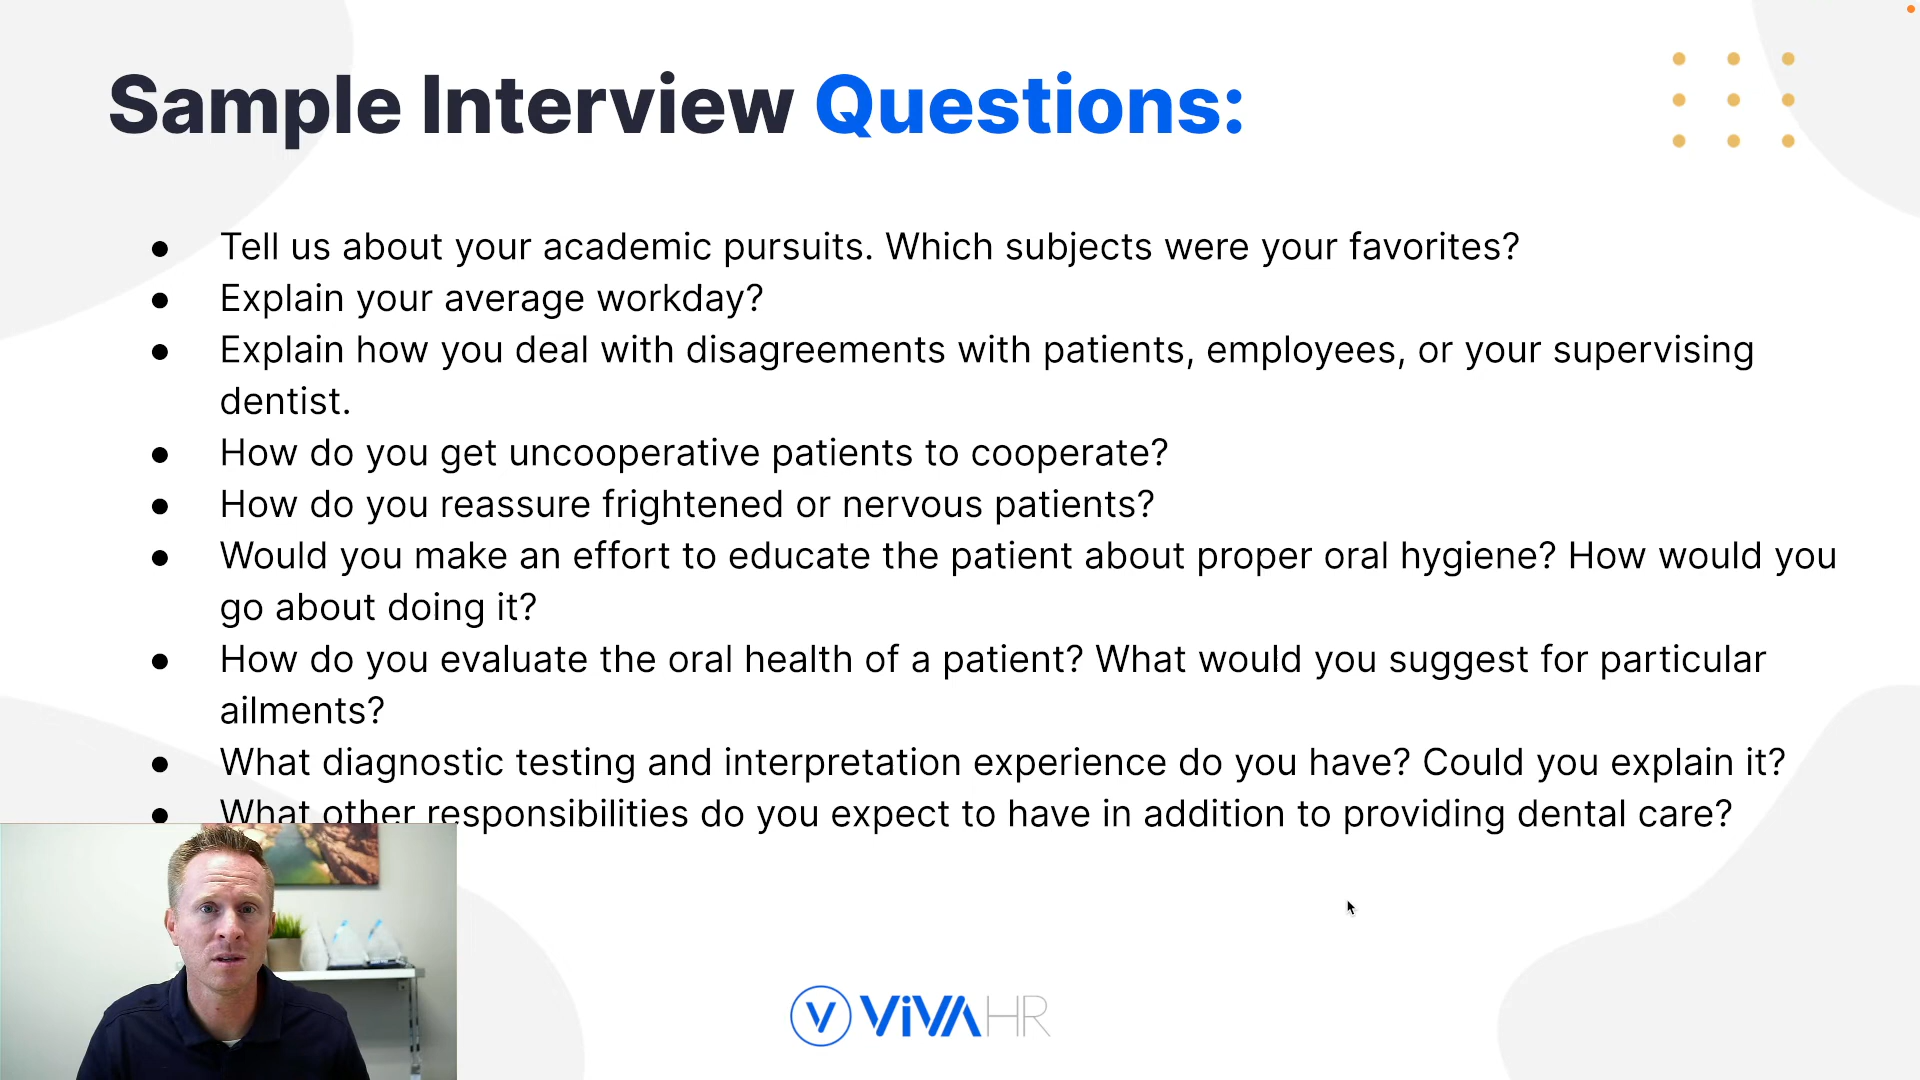 Sample Interview Questions:
● Tell us about your academic pursuits. Which subjects were your favorites?
● Explain your average workday?
● Explain how you deal with disagreements with patients, employees, or your supervising
dentist.
● How do you get uncooperative patients to cooperate?
● How do you reassure frightened or nervous patients?
● Would you make an effort to educate the patient about proper oral hygiene? How would you
go about doing it?
● How do you evaluate the oral health of a patient? What would you suggest for particular
ailments?
● What diagnostic testing and interpretation experience do you have? Could you explain it?
● What other responsibilities do you expect to have in addition to providing dental care?
V ViVAHR